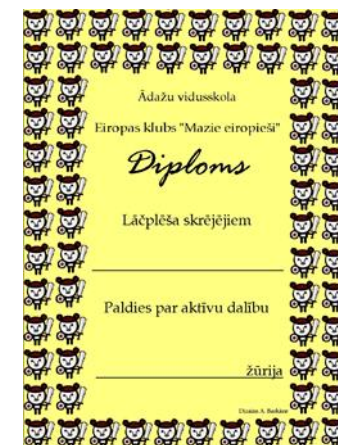 Ādažu vidusskola
Eiropas klubs "Mazie eiropieši"
Diploms
Lāčplēša skrējējiem
Paldies par aktīvu dalību
žūrija